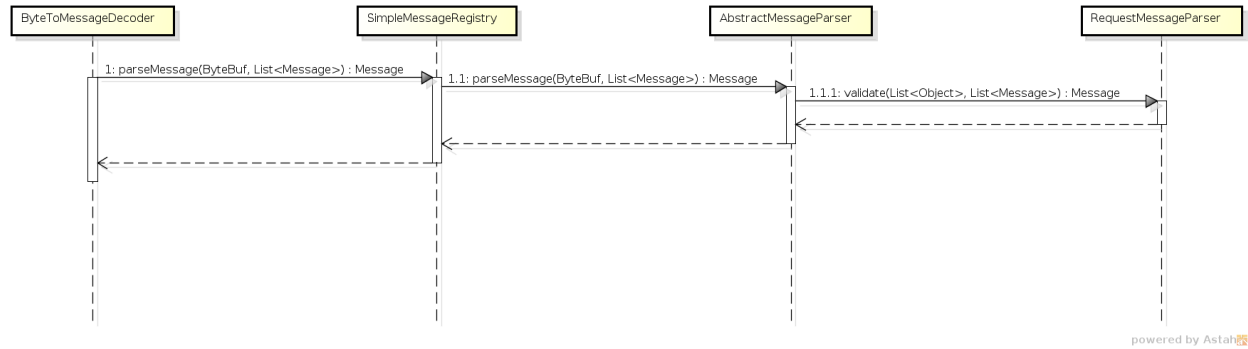 ByteToMessageDecoder
SimpleMessageRegistry
AbstractMessageParser
RequestMessageParser
1: parseMessage(ByteBuf, List<Message>) : Message
1.1: parseMessage(ByteBuf, List<Message>) : Message
1.1.1: validate(List<Object>, List<Message>) : Message
powered by Astah